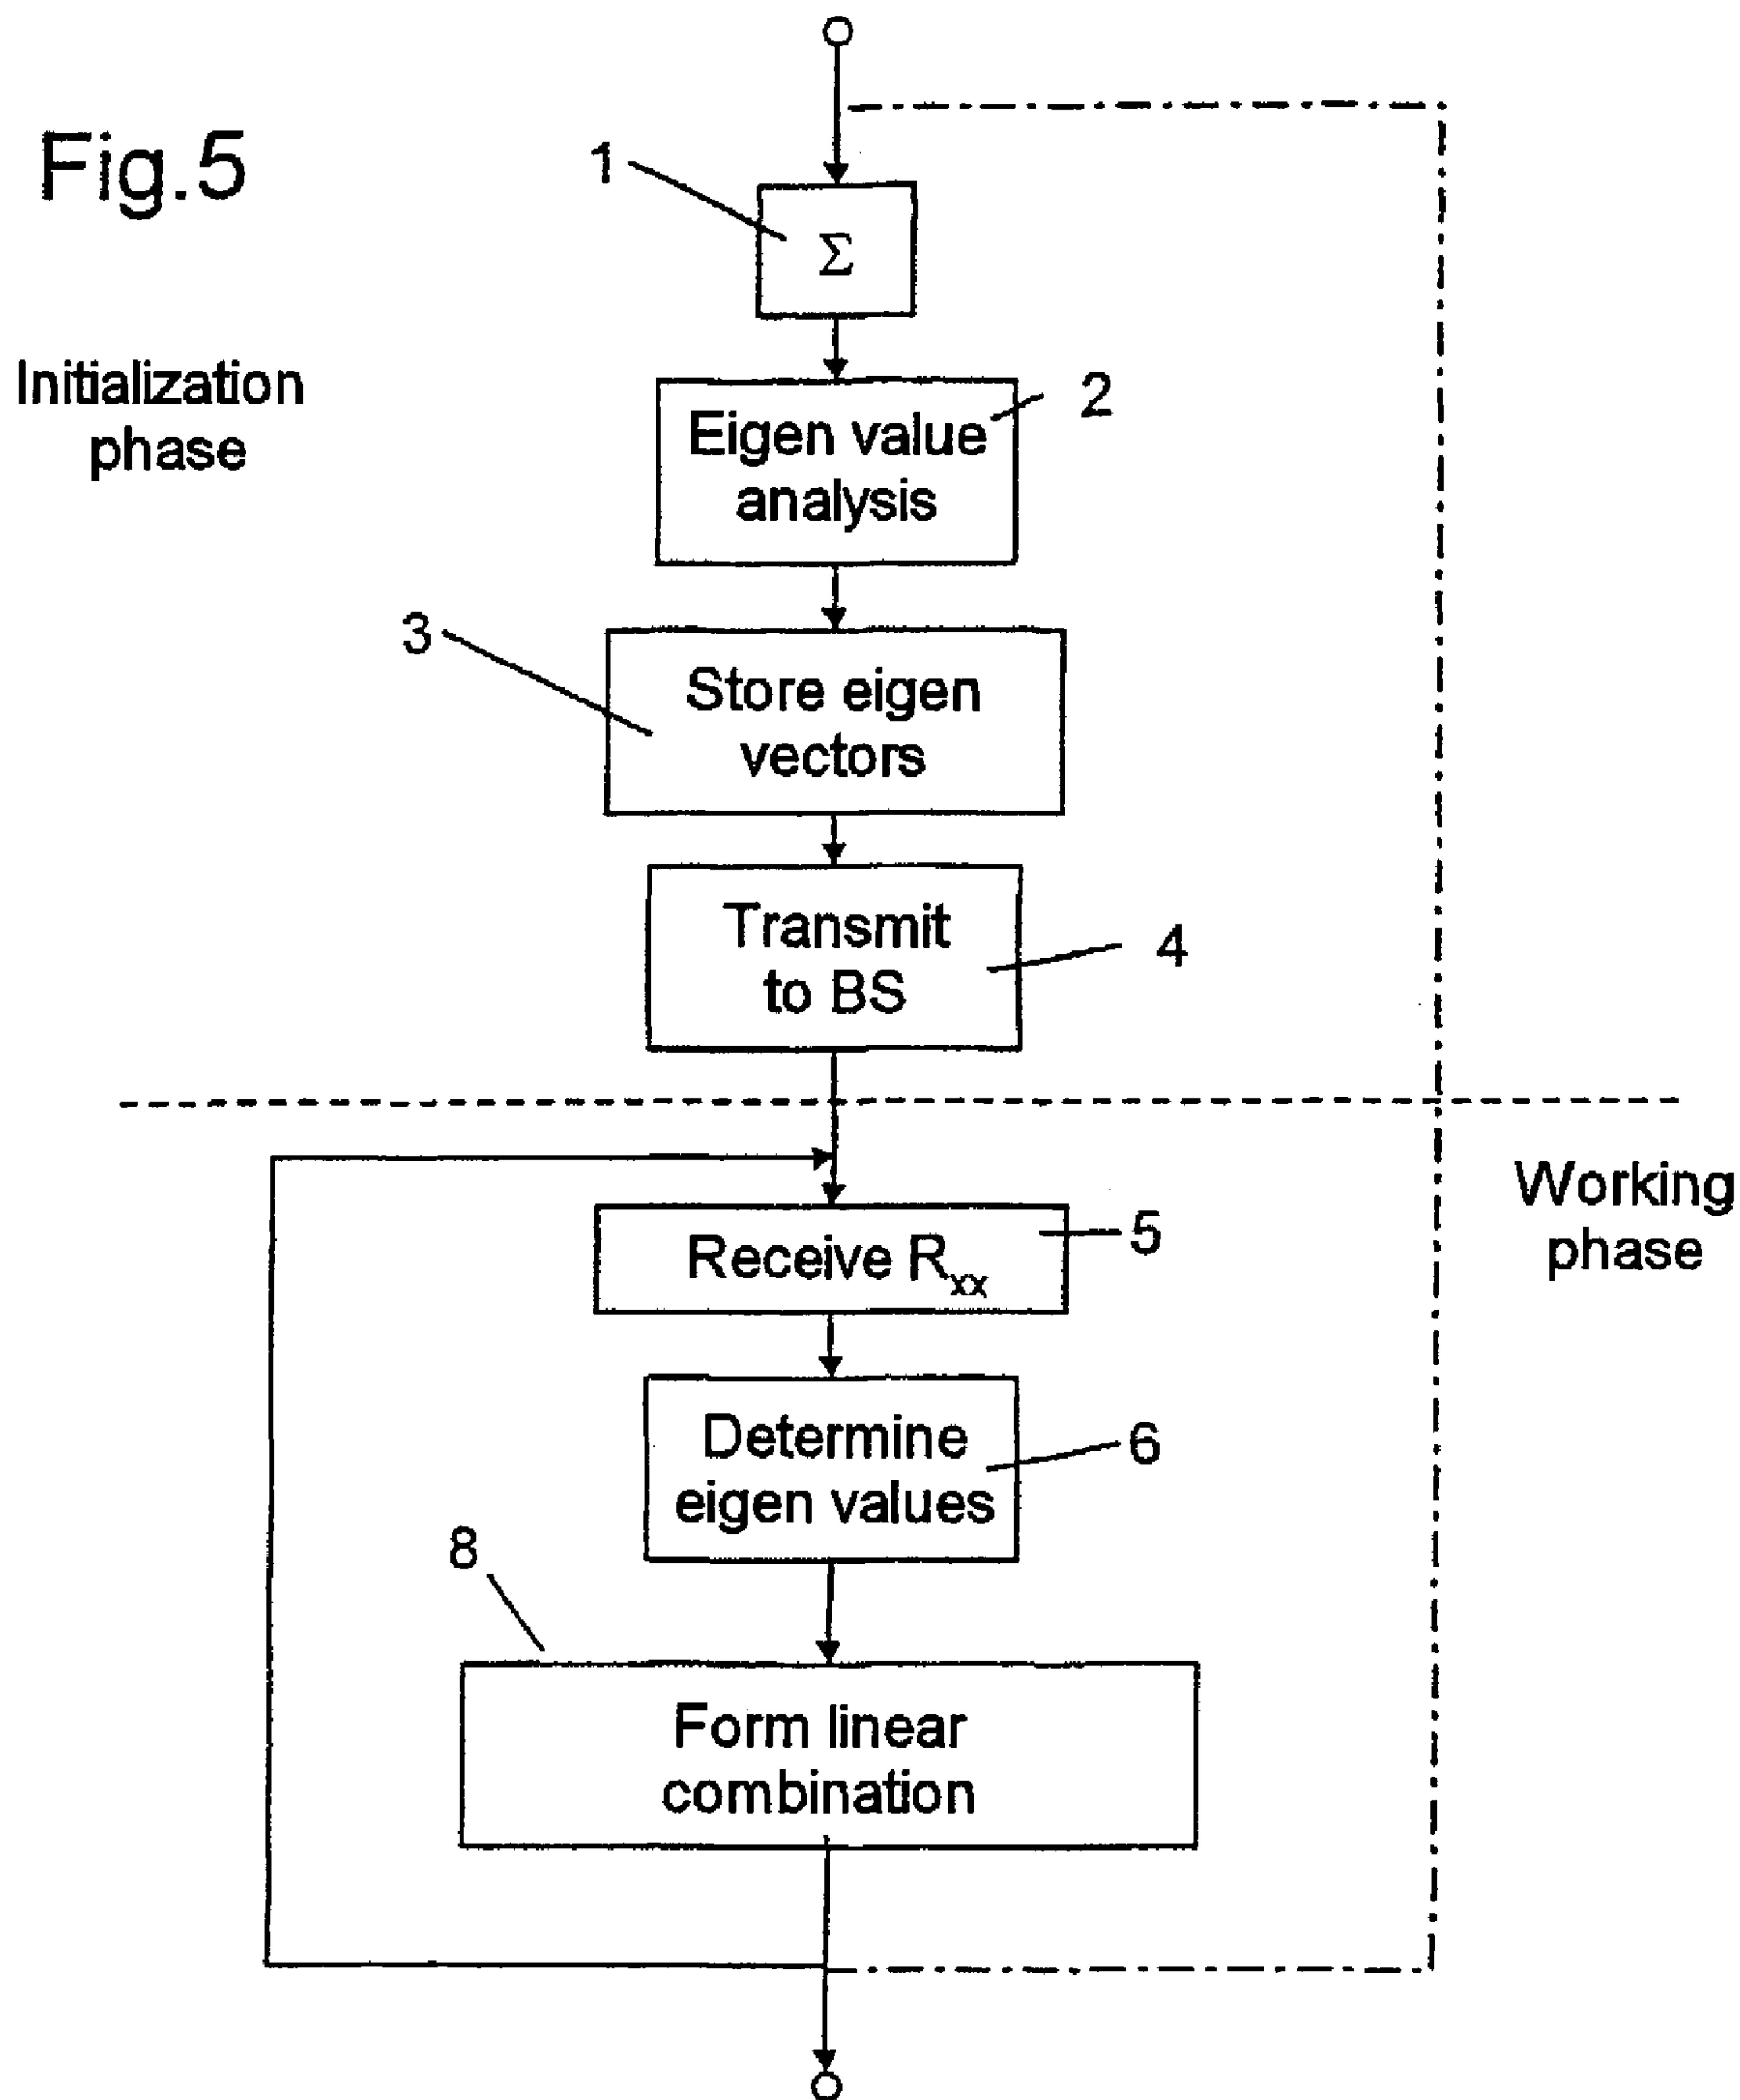 Fig.5
1
Σ
Initialization
phase
2
Eigen value
analysis
3
Store eigen
vectors
Transmit
to BS
4
Working
phase
5
Receive Rxx
Determine
eigen values
6
8
Form linear
combination